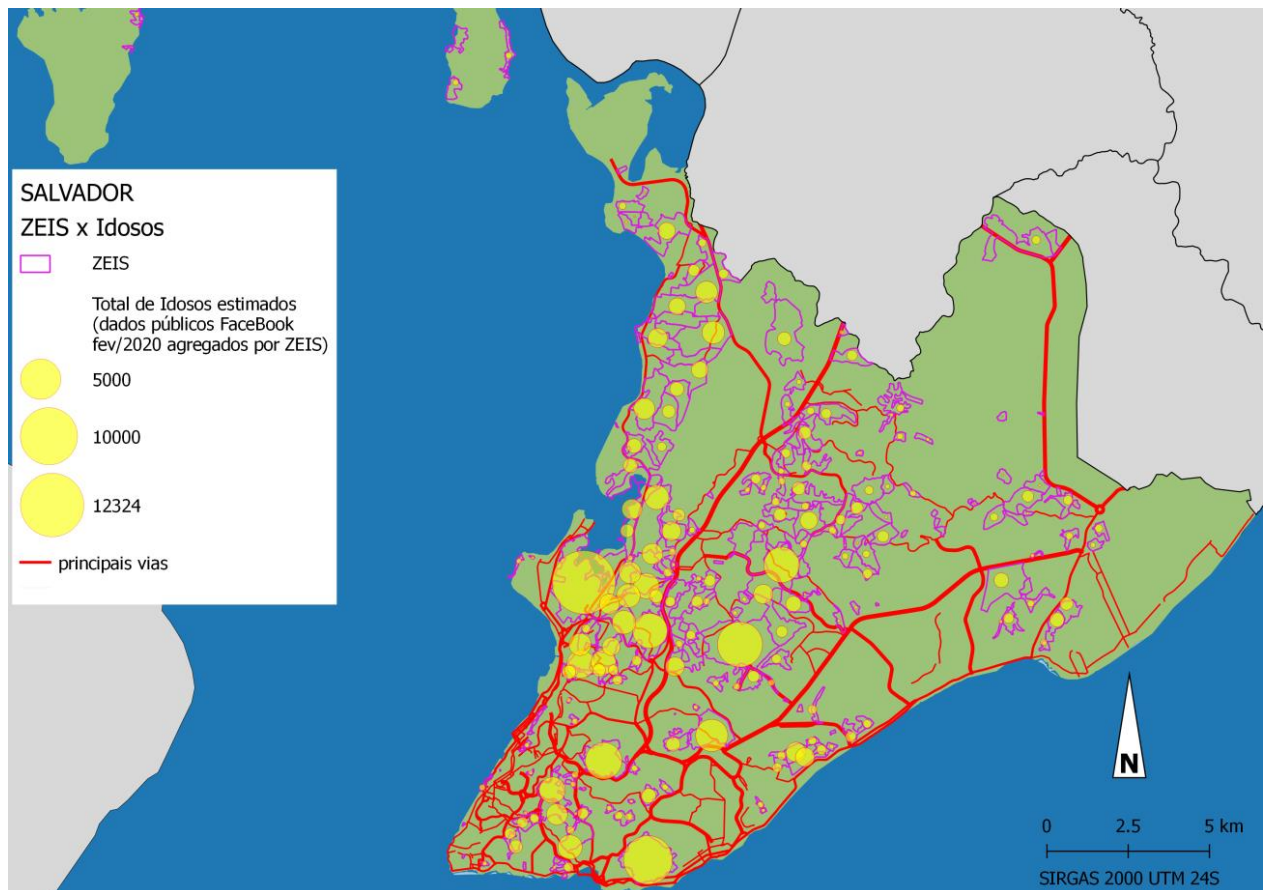 SALVADOR
ZEIS x Idosos
ZEIS
Total de Idosos estimados
(dados públicos FaceBook
fev/2020 agregados por ZEIS)
5000
10000
12324
principais vias
N
0 2.5 5 km
SIRGAS 2000 UTM 24S